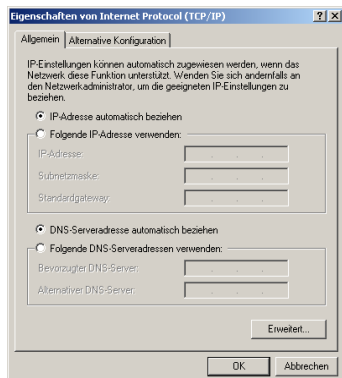 Eigenschaften von Internet Protocol (TCP/IP)
Allgemein Alternative Konfiguration
IP-Einstellungen können automatisch zugewiesen werden, wenn das
Netzwerk diese Funktion unterstützt. Wenden Sie sich andernfalls an
den Netzwerkadministrator, um die geeigneten IP-Einstellungen zu
beziehen.
IP-Adresse automatisch beziehen
Folgende IP-Adresse verwenden:
IP-Adresse:
Subnetzmaske:
Standardgateway:
DNS-Serveradresse automatisch beziehen
Folgende DNS-Serveradressen verwenden:
Bevorzugter DNS-Server:
Alternativer DNS-Server:
Erweitert...
OK Abbrechen